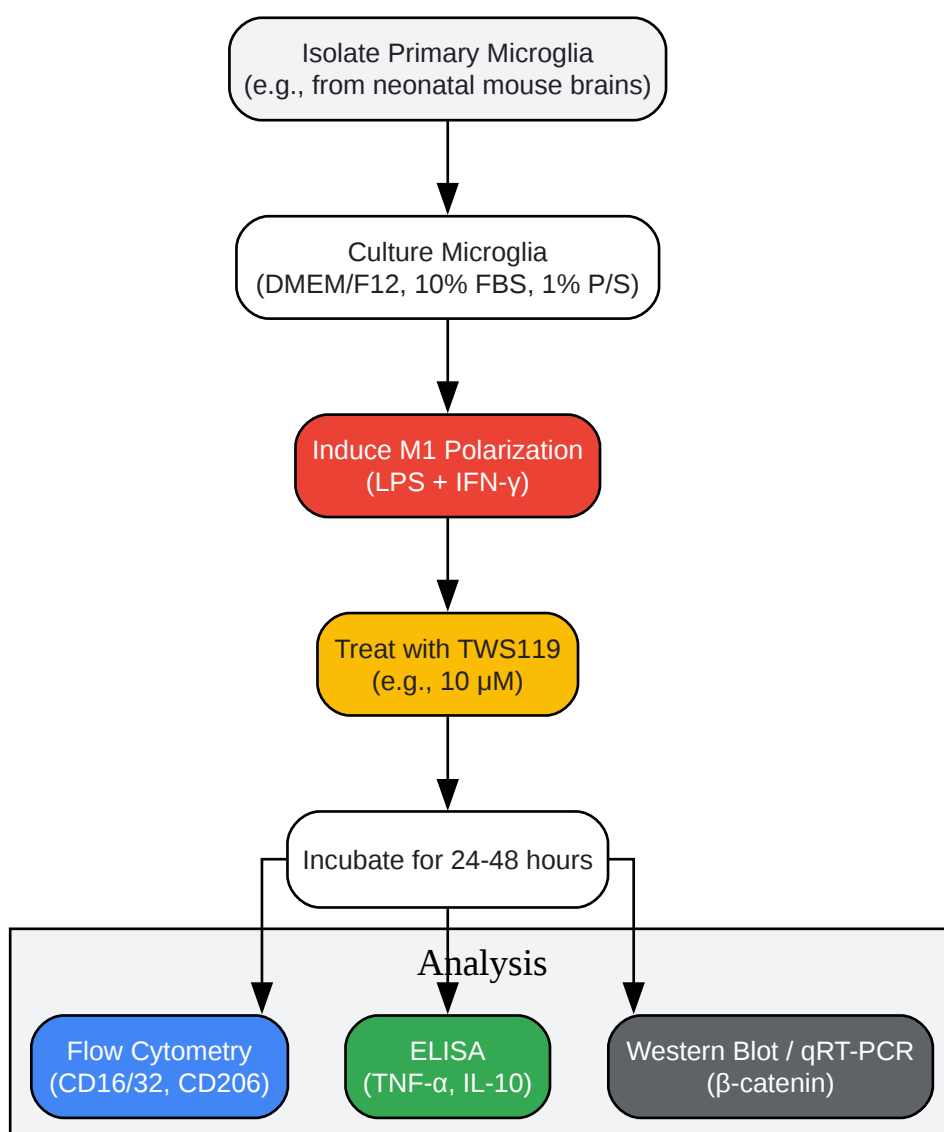 Isolate Primary Microglia
(e.g., from neonatal mouse brains)
Culture Microglia
(DMEM/F12, 10% FBS, 1% P/S)
Induce M1 Polarization
(LPS + IFN-γ)
Treat with TWS119
(e.g., 10 μM)
Incubate for 24-48 hours
Analysis
Flow Cytometry
(CD16/32, CD206)
ELISA
(TNF-α, IL-10)
Western Blot / qRT-PCR
(β-catenin)